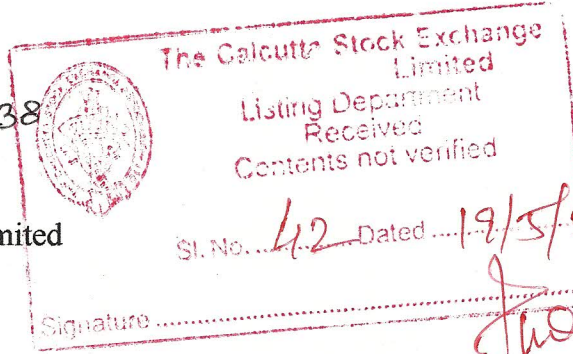 The Calcutta Stock Exchange
Limited
38
Listing Department
Received
Contents not verified
mited
Sl. No. 42 Dated 19/5/
Signature